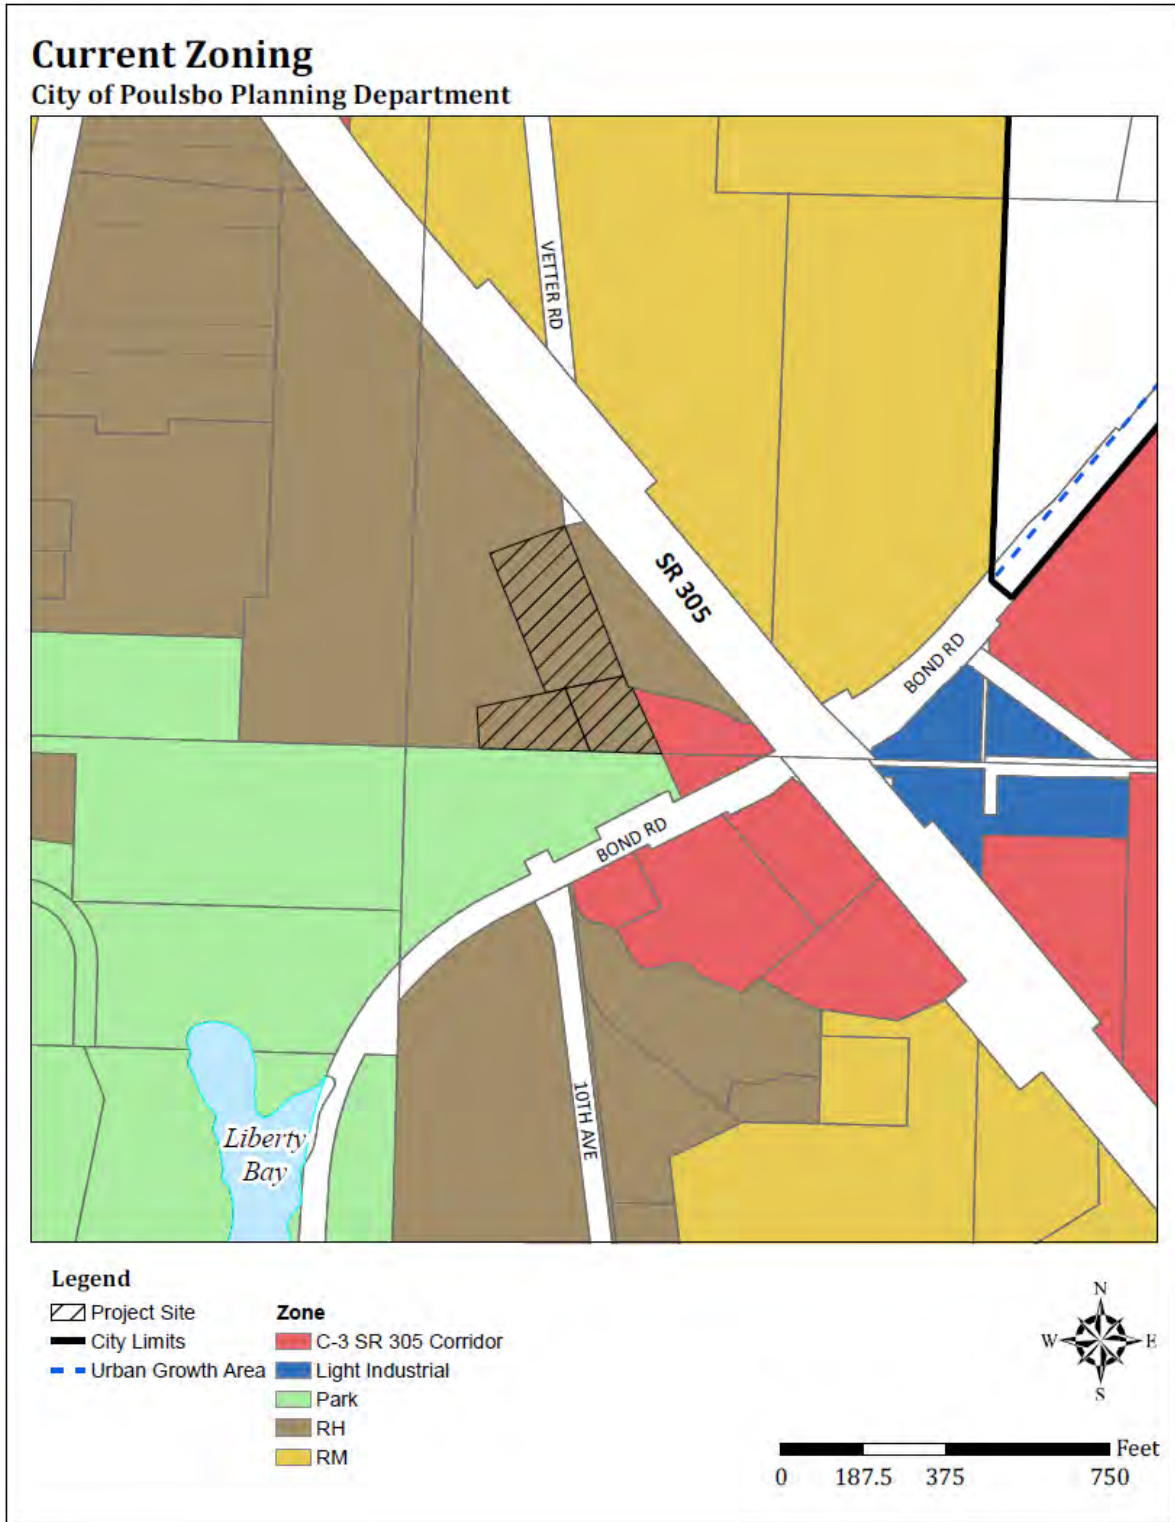 Current Zoning
City of Poulsbo Planning Department
VETTER RD
SR 305
BOND RD
BOND RD
10TH AVE
Liberty
Bay
Legend
Project Site
City Limits
Urban Growth Area
Zone
C-3 SR 305 Corridor
Light Industrial
Park
RH
RM
N
W E
S
Feet
0 187.5 375 750